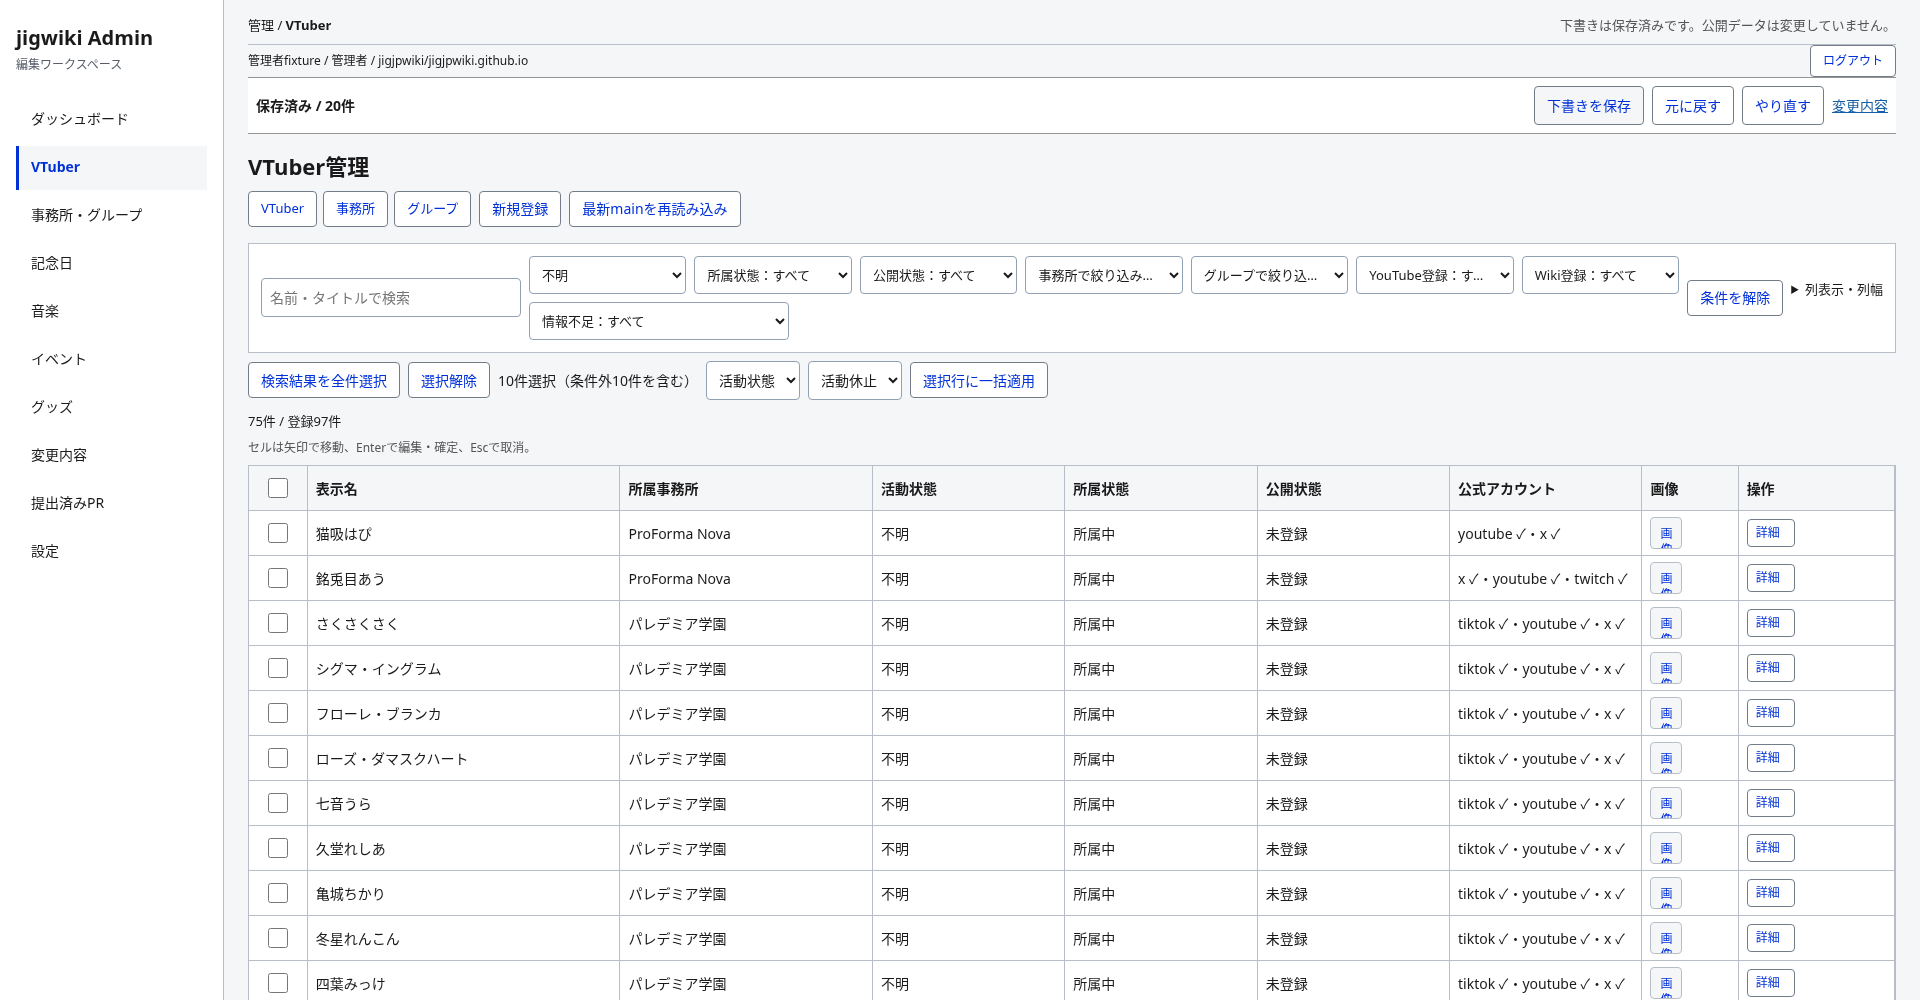 jigwiki Admin
編集ワークスペース
ダッシュボード
VTuber
事務所・グループ
記念日
音楽
イベント
グッズ
変更内容
提出済みPR
設定
管理 / VTuber
下書きは保存済みです。公開データは変更していません。
管理者fixture / 管理者 / jigjpwiki/jigjpwiki.github.io
ログアウト
保存済み / 20件
下書きを保存 元に戻す やり直す 変更内容
VTuber管理
VTuber 事務所 グループ 新規登録 最新mainを再読み込み
名前・タイトルで検索
不明 所属状態：すべて 公開状態：すべて 事務所で絞り込み... グループで絞り込... YouTube登録：す... Wiki登録：すべて
情報不足：すべて
条件を解除
▶ 列表示・列幅
検索結果を全件選択 選択解除 10件選択（条件外10件を含む） 活動状態 活動休止 選択行に一括適用
75件 / 登録97件
セルは矢印で移動、Enterで編集・確定、Escで取消。
表示名 所属事務所 活動状態 所属状態 公開状態 公式アカウント 画像 操作
猫吸はぴ ProForma Nova 不明 所属中 未登録 youtube ✓・x ✓ 画像 詳細
銘兎目あう ProForma Nova 不明 所属中 未登録 x ✓・youtube ✓・twitch ✓ 画像 詳細
さくさくさく パレデミア学園 不明 所属中 未登録 tiktok ✓・youtube ✓・x ✓ 画像 詳細
シグマ・イングラム パレデミア学園 不明 所属中 未登録 tiktok ✓・youtube ✓・x ✓ 画像 詳細
フローレ・ブランカ パレデミア学園 不明 所属中 未登録 tiktok ✓・youtube ✓・x ✓ 画像 詳細
ローズ・ダマスクハート パレデミア学園 不明 所属中 未登録 tiktok ✓・youtube ✓・x ✓ 画像 詳細
七音うら パレデミア学園 不明 所属中 未登録 tiktok ✓・youtube ✓・x ✓ 画像 詳細
久堂れしあ パレデミア学園 不明 所属中 未登録 tiktok ✓・youtube ✓・x ✓ 画像 詳細
亀城ちかり パレデミア学園 不明 所属中 未登録 tiktok ✓・youtube ✓・x ✓ 画像 詳細
冬星れんこん パレデミア学園 不明 所属中 未登録 tiktok ✓・youtube ✓・x ✓ 画像 詳細
四葉みっけ パレデミア学園 不明 所属中 未登録 tiktok ✓・youtube ✓・x ✓ 画像 詳細